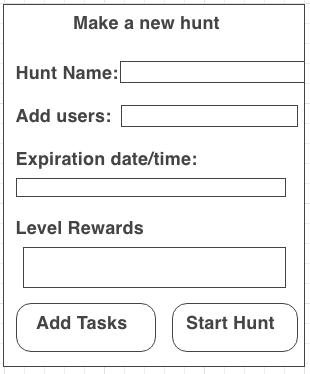 Make a new hunt
Hunt Name:
Add users:
Expiration date/time:
Level Rewards
Add Tasks
Start Hunt